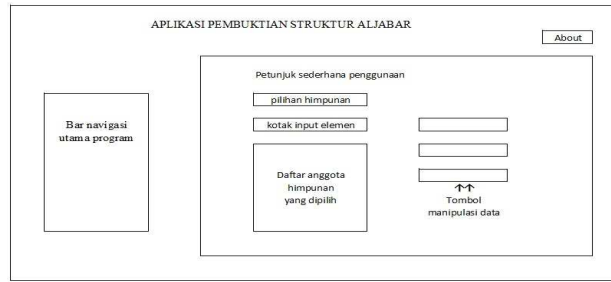 APLIKASI PEMBUKTIAN STRUKTUR ALJABAR
About
Petunjuk sederhana penggunaan
pilihan himpunan
kotak input elemen
Bar navigasi
utama program
Daftar anggota
himpunan
yang dipilih
Tombol
manipulasi data